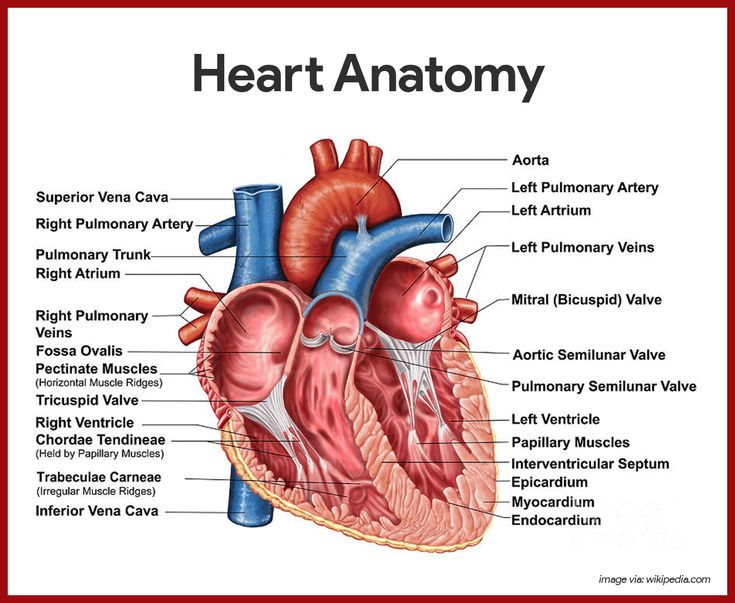 Heart Anatomy
Superior Vena Cava
Right Pulmonary Artery
Pulmonary Trunk
Right Atrium
Right Pulmonary
Veins
Fossa Ovalis
Pectinate Muscles
(Horizontal Muscle Ridges)
Tricuspid Valve
Right Ventricle
Chordae Tendineae
(Held by Papillary Muscles)
Trabeculae Carneae
(Irregular Muscle Ridges)
Inferior Vena Cava
Aorta
Left Pulmonary Artery
Left Artrium
Left Pulmonary Veins
Mitral (Bicuspid) Valve
Aortic Semilunar Valve
Pulmonary Semilunar Valve
Left Ventricle
Papillary Muscles
Interventricular Septum
Epicardium
Myocardium
Endocardium
image via: wikipedia.com